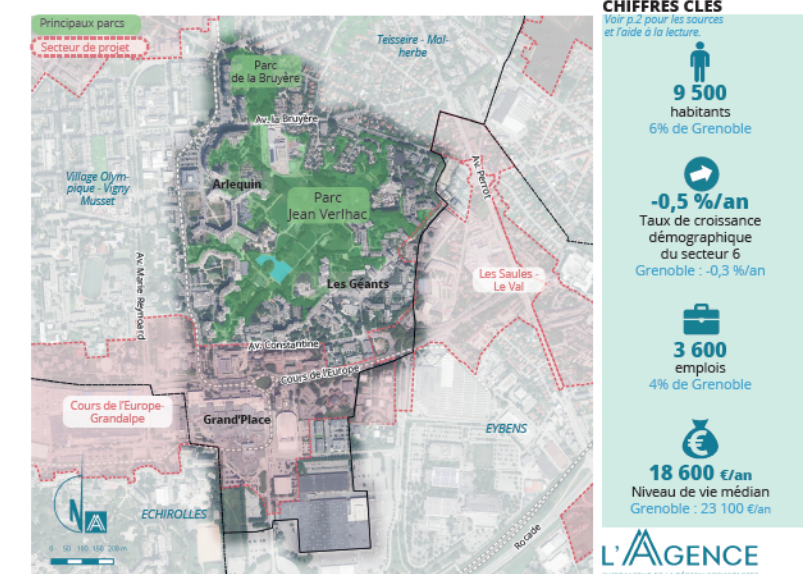 Principaux parcs
Secteur de projet
Teisseire - Mal-
herbe
Parc
de la Bruyère
Av. la Bruyère
Village Olym-
pique - Vigny
Musset
Arlequin
Parc
Jean Verlhac
Av. Perrot
Av. Marie Reynoard
Les Géants
Les Saules -
Le Val
Av. Constantine
Cours de l'Europe
Cours de l'Europe-
Grandalpe
Grand'Place
EYBENS
ECHIROLLES
Rocade
N
0 50 100 150 200 m
CHIFFRES CLES
Voir p.2 pour les sources
et l'aide à la lecture.
9 500
habitants
6% de Grenoble
-0,5 %/an
Taux de croissance
démographique
du secteur 6
Grenoble : -0,3 %/an
3 600
emplois
4% de Grenoble
€
18 600 €/an
Niveau de vie médian
Grenoble : 23 100 €/an
L'AGENCE